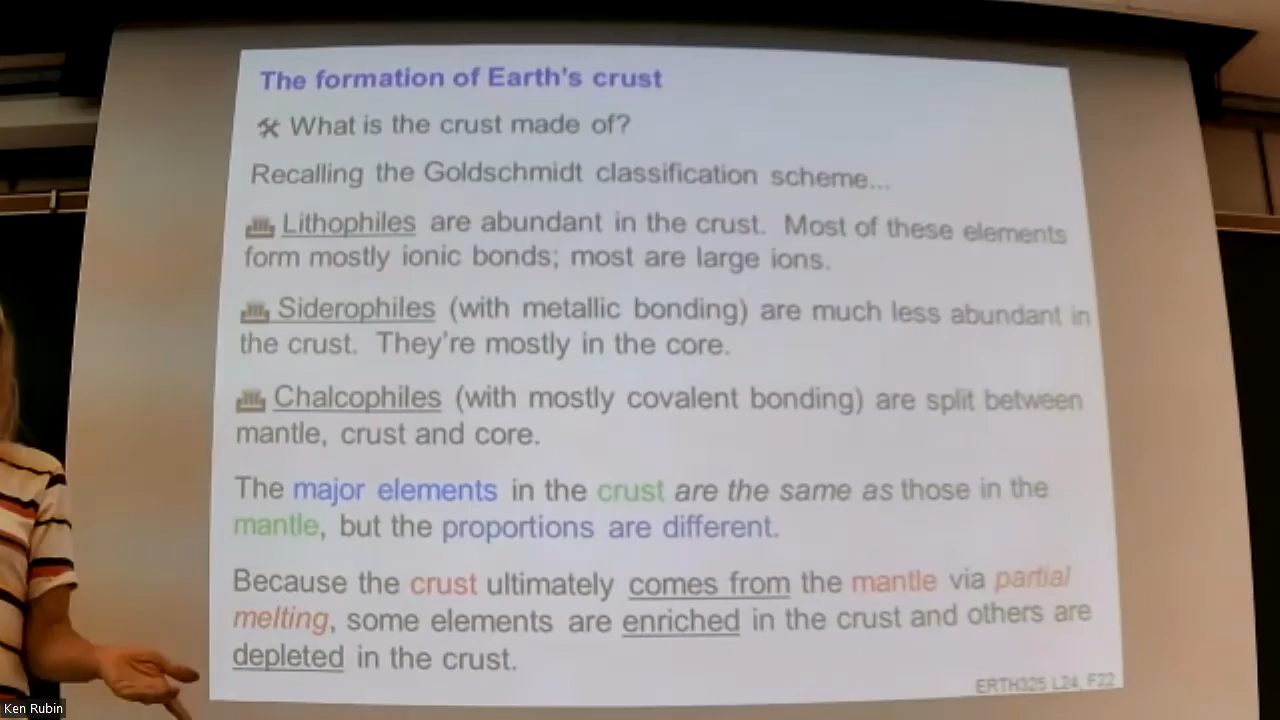 The formation of Earth's crust
What is the crust made of?
Recalling the Goldschmidt classification scheme...
Lithophiles are abundant in the crust. Most of these elements
form mostly ionic bonds; most are large ions.
Siderophiles (with metallic bonding) are much less abundant in
the crust. They're mostly in the core.
Chalcophiles (with mostly covalent bonding) are split between
mantle, crust and core.
The major elements in the crust are the same as those in the
mantle, but the proportions are different.
Because the crust ultimately comes from the mantle via partial
melting, some elements are enriched in the crust and others are
depleted in the crust.
ERTH325 L24, F22
Ken Rubin